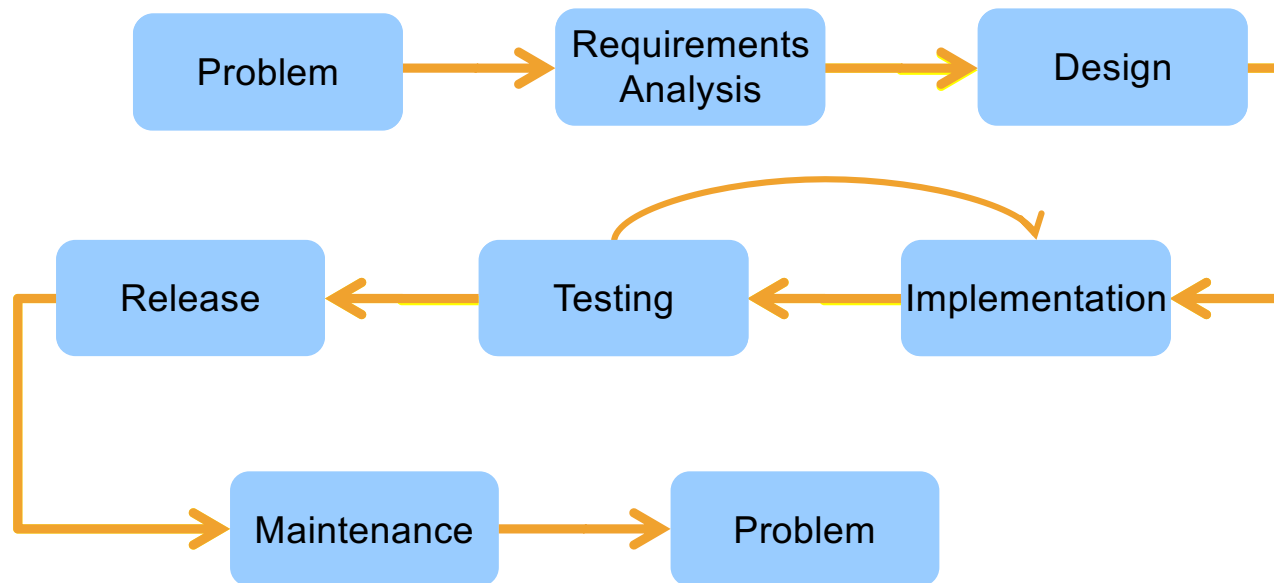 Problem
Requirements
Analysis
Design
Release
Testing
Implementation
Maintenance
Problem